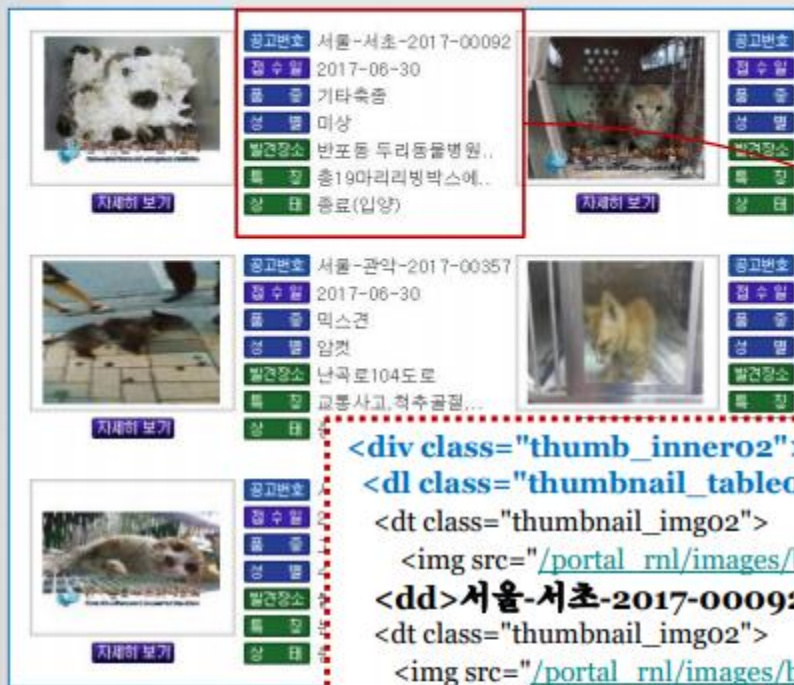 공고번호 서울-서초-2017-00092
접수일 2017-06-30
품종 기타축종
성별 미상
발견장소 반포동 두리동물병원..
특징 총19마리리빙박스에..
상태 종료(입양)
자세히 보기
공고번호
접수일
품종
성별
발견장소
특징
상태
자세히 보기
공고번호 서울-관악-2017-00357
접수일 2017-06-30
품종 믹스견
성별 암컷
발견장소 난곡로104도로
특징 교통사고,척추골절,..
상태
자세히 보기
공고번호
접수일
품종
성별
발견장소
특징
공고번호
접수일
품종
성별
발견장소
특징
상태
자세히 보기
<div class="thumb_inner02"
<dl class="thumbnail_table0
<dt class="thumbnail_img02">
<img src="/portal_rnl/images/
<dd>서울-서초-2017-00092
<dt class="thumbnail_img02">
<img src="/portal_rnl/images/b